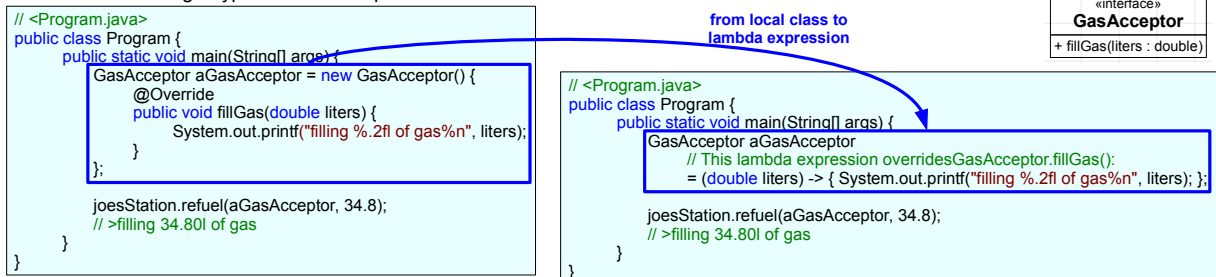 // <Program.java>
public class Program {
public static void main(String[] args) {
GasAcceptor aGasAcceptor = new GasAcceptor() {
@Override
public void fillGas(double liters) {
System.out.printf("filling %.2fl of gas%n", liters);
}
};
joesStation.refuel(aGasAcceptor, 34.8);
// >filling 34.80l of gas
}
}
from local class to
lambda expression
«interface»
GasAcceptor
+ fillGas(liters : double)
// <Program.java>
public class Program {
public static void main(String[] args) {
GasAcceptor aGasAcceptor
// This lambda expression overridesGasAcceptor.fillGas():
= (double liters) -> { System.out.printf("filling %.2fl of gas%n", liters); };
joesStation.refuel(aGasAcceptor, 34.8);
// >filling 34.80l of gas
}
}